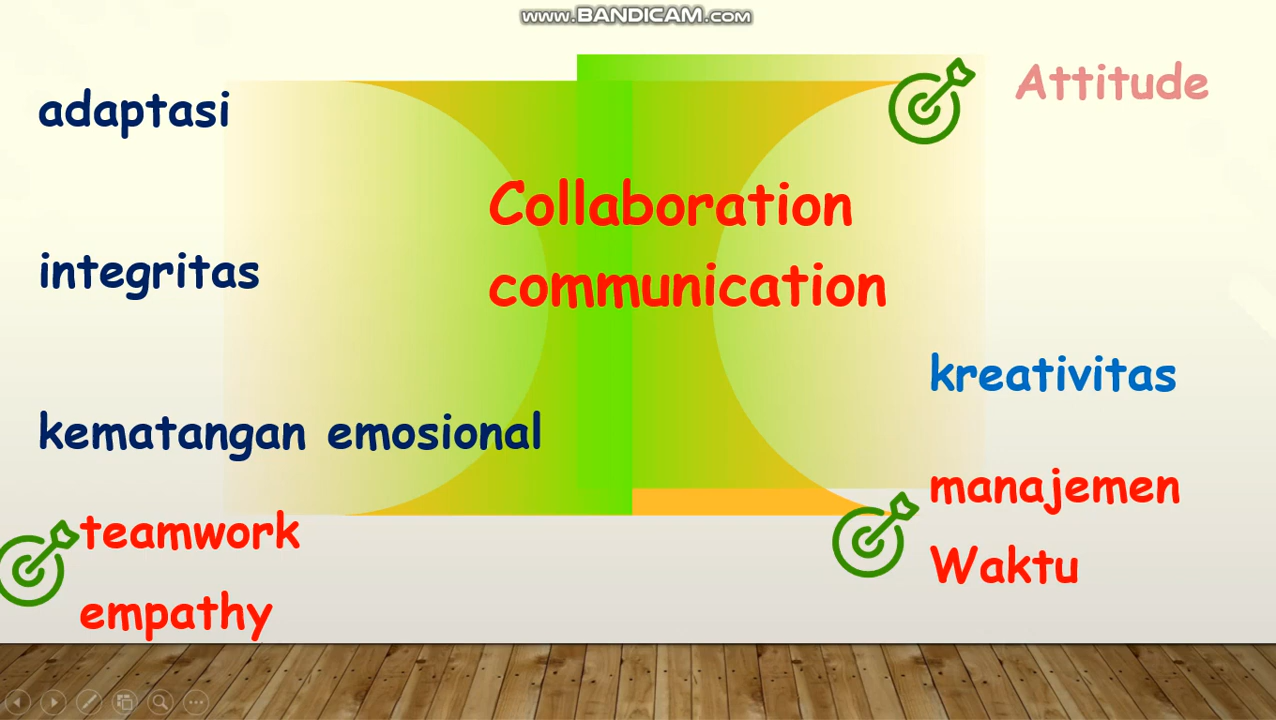 www.BANDICAM.com
adaptasi
Attitude
Collaboration
communication
integritas
kreativitas
kematangan emosional
manajemen
Waktu
teamwork
empathy